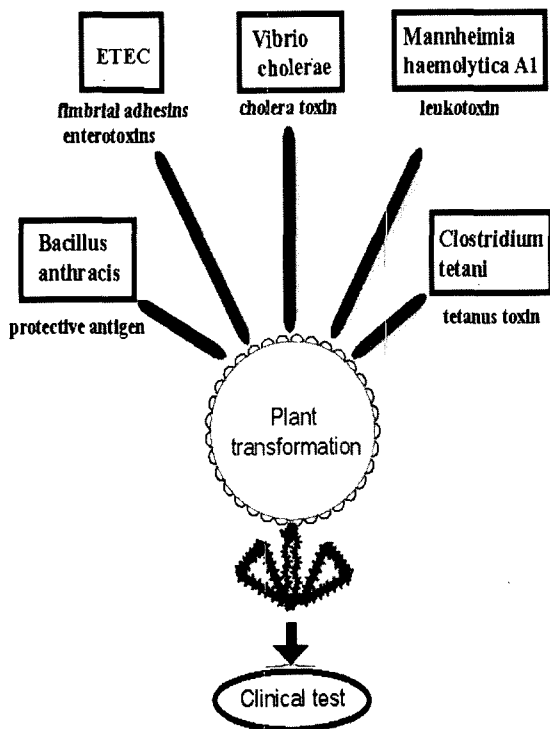 ETEC
fimbrial adhesins
enterotoxins
Vibrio
cholerae
cholera toxin
Mannheimia
haemolytica A1
leukotoxin
Bacillus
anthracis
protective antigen
Clostridium
tetani
tetanus toxin
Plant
transformation
Clinical test